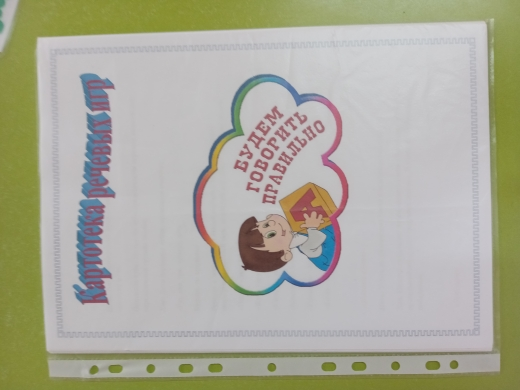 Картотека речевых игр
БУДЕМ
ГОВОРИТЬ
ПРАВИЛЬНО
А